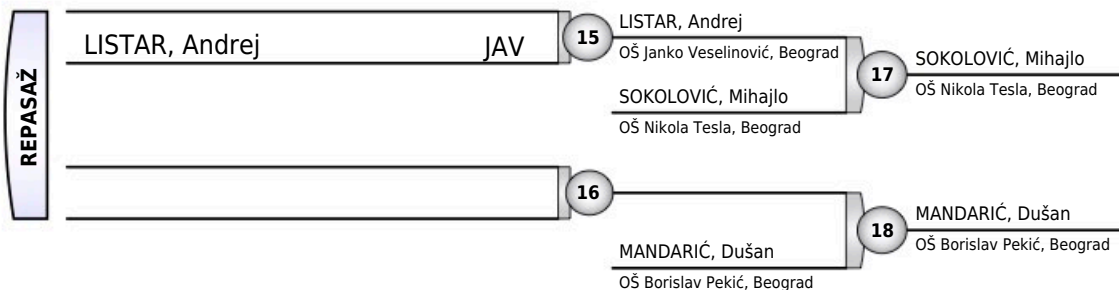 REPASAŽ
LISTAR, Andrej JAV
15
LISTAR, Andrej
OŠ Janko Veselinović, Beograd
SOKOLOVIĆ, Mihajlo
OŠ Nikola Tesla, Beograd
17
SOKOLOVIĆ, Mihajlo
OŠ Nikola Tesla, Beograd
16
MANDARIĆ, Dušan
OŠ Borislav Pekić, Beograd
18
MANDARIĆ, Dušan
OŠ Borislav Pekić, Beograd